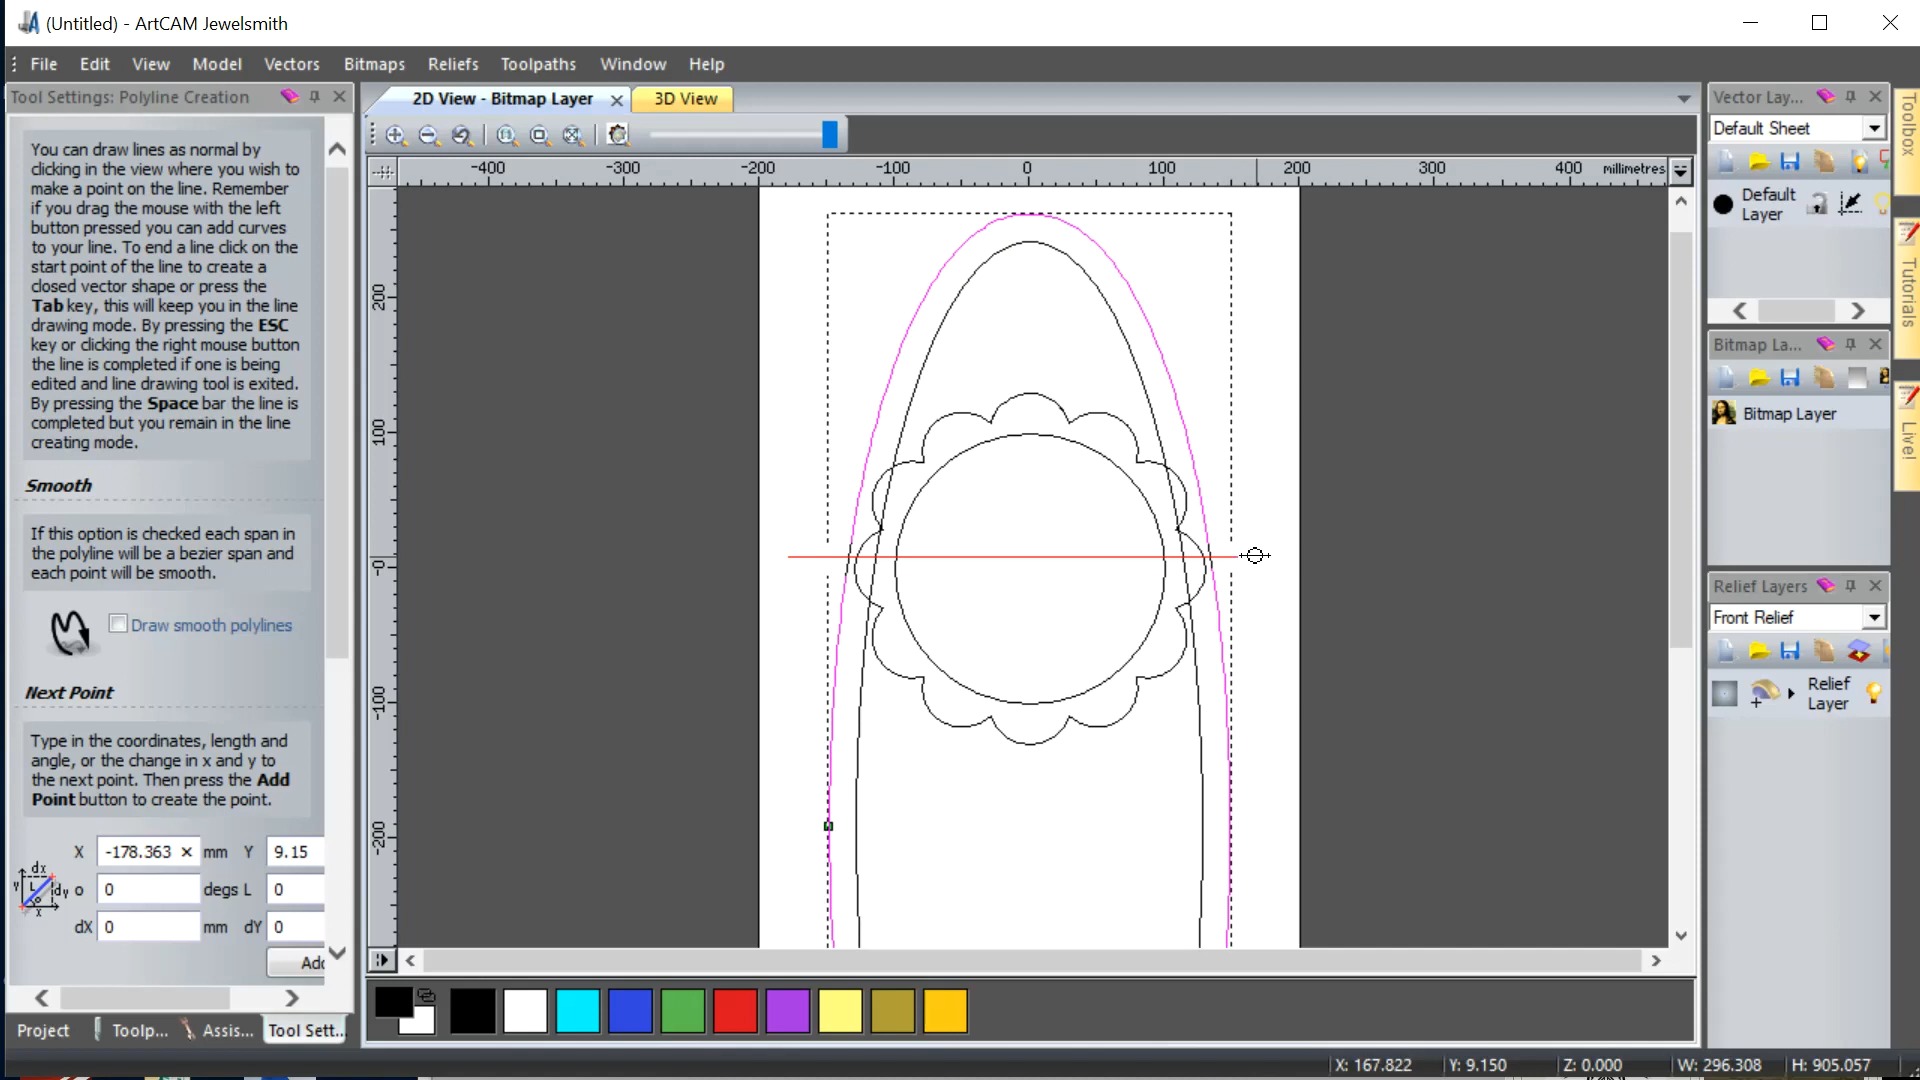 (Untitled) - ArtCAM Jewelsmith
File Edit View Model Vectors Bitmaps Reliefs Toolpaths Window Help
Tool Settings: Polyline Creation
You can draw lines as normal by
clicking in the view where you wish to
make a point on the line. Remember
if you drag the mouse with the left
button pressed you can add curves
to your line. To end a line click on the
start point of the line to create a
closed vector shape or press the
Tab key, this will keep you in the line
drawing mode. By pressing the ESC
key or clicking the right mouse button
the line is completed if one is being
edited and line drawing tool is exited.
By pressing the Space bar the line is
completed but you remain in the line
creating mode.
Smooth
If this option is checked each span in
the polyline will be a bezier span and
each point will be smooth.
Draw smooth polylines
Next Point
Type in the coordinates, length and
angle, or the change in x and y to
the next point. Then press the Add
Point button to create the point.
X -178.363 mm Y 9.15
o 0 degs L 0
dX 0 mm dY 0
Add
Project Toolp... Assis... Tool Sett...
2D View - Bitmap Layer 3D View
-400 -300 -200 -100 0 100 200 300 400 millimetres
200
100
-0
-100
-200
Vector Lay...
Default Sheet
Default
Layer
Bitmap La...
Bitmap Layer
Relief Layers
Front Relief
Relief
Layer
Toolbox
Tutorials
Live!
X: 167.822 Y: 9.150 Z: 0.000 W: 296.308 H: 905.057